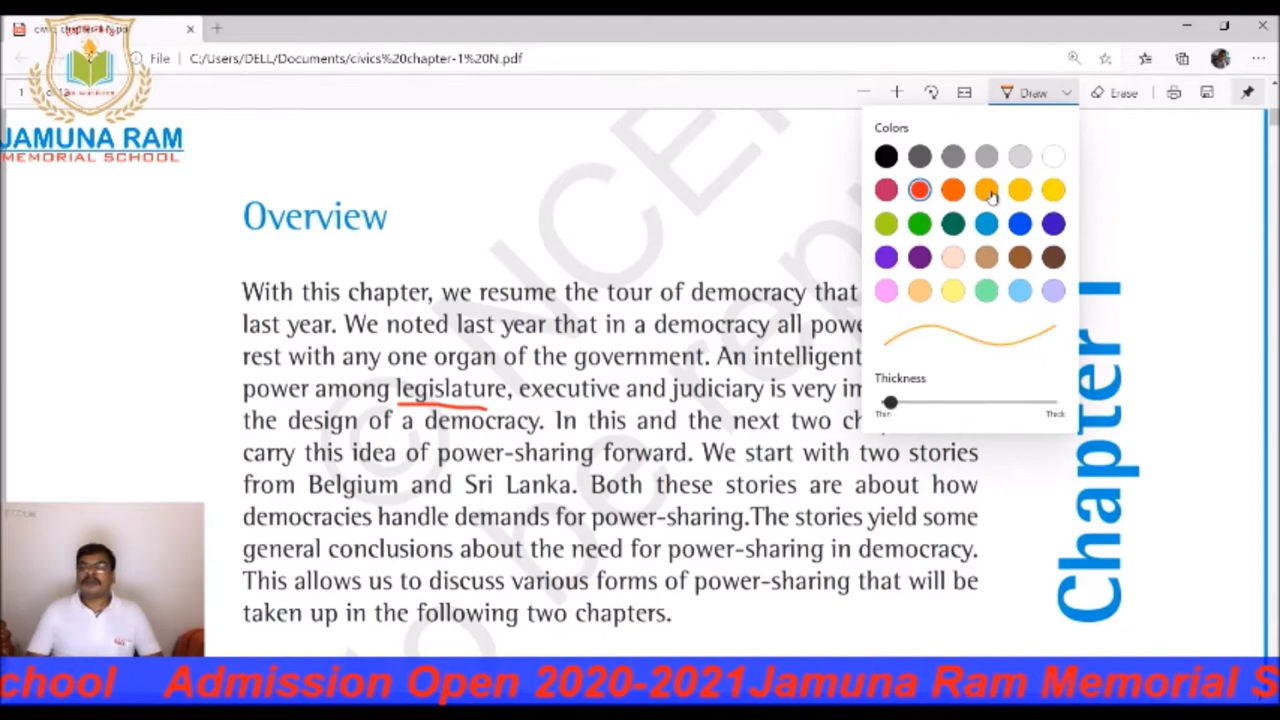 File C:/Users/DELL/Documents/civics%20chapter-1%20N.pdf
1
Draw
Erase
JAMUNA RAM
MEMORIAL SCHOOL
Colors
Thickness
Thin Thick
© NCE
be rep
Overview
With this chapter, we resume the tour of democracy that
last year. We noted last year that in a democracy all powe
rest with any one organ of the government. An intelligent
power among legislature, executive and judiciary is very im
the design of a democracy. In this and the next two ch
carry this idea of power-sharing forward. We start with two stories
from Belgium and Sri Lanka. Both these stories are about how
democracies handle demands for power-sharing.The stories yield some
general conclusions about the need for power-sharing in democracy.
This allows us to discuss various forms of power-sharing that will be
taken up in the following two chapters.
Chapter I
chool Admission Open 2020-2021Jamuna Ram Memorial S